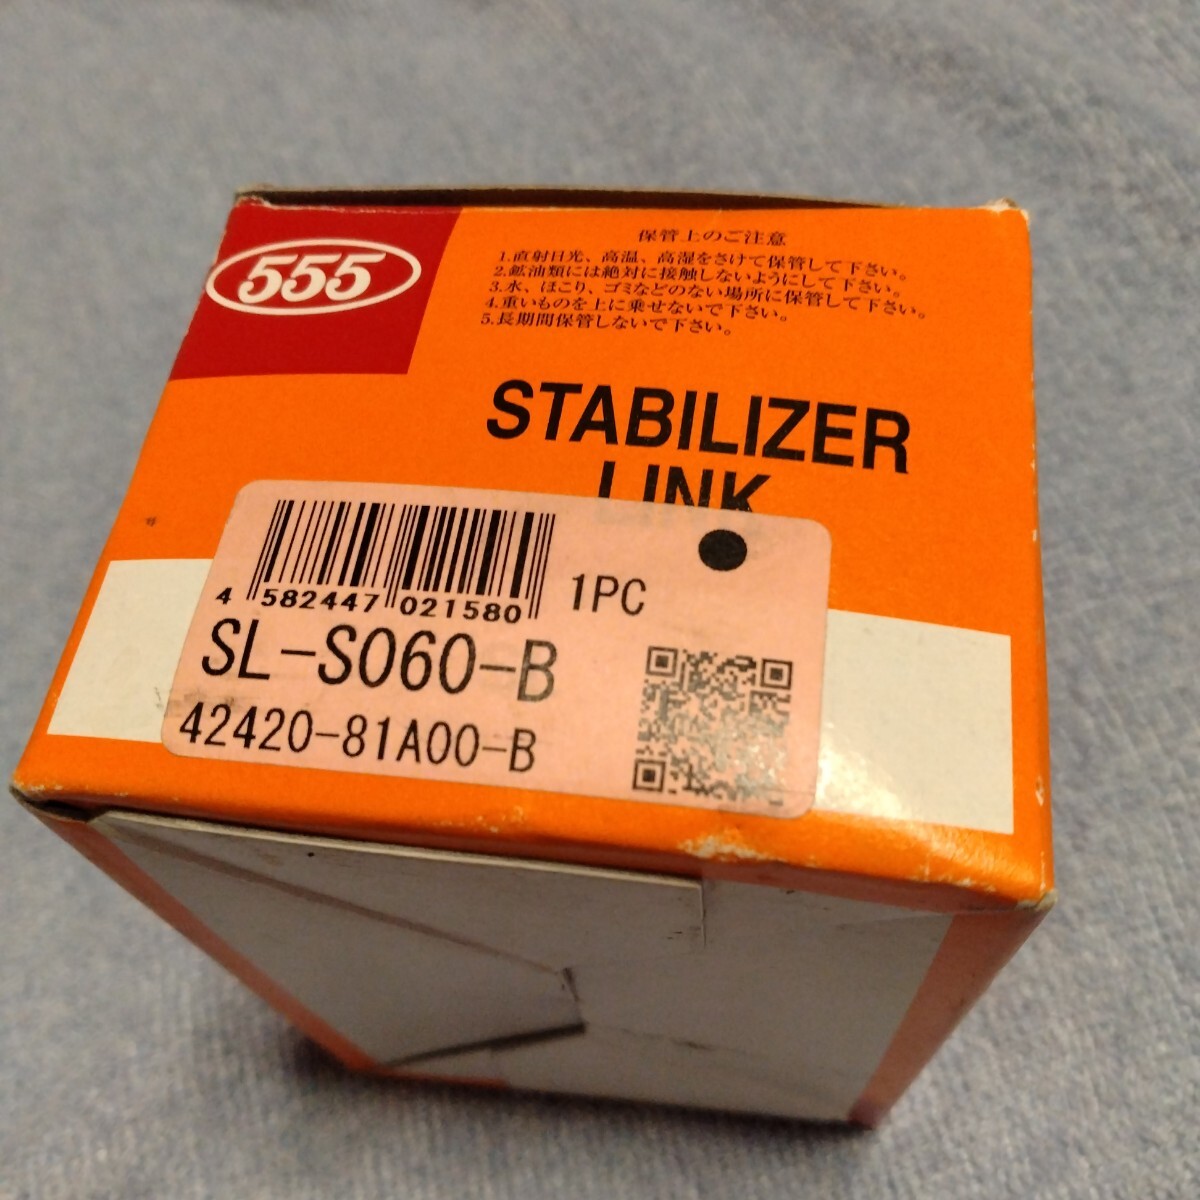 555
保管上のご注意
1.直射日光、高温、高湿をさけて保管して下さい。
2.鉱油類には絶対に接触しないようにして下さい。
3.水、ほこり、ゴミなどのない場所に保管して下さい。
4.重いものを上に乗せないで下さい。
5.長期間保管しないで下さい。
STABILIZER
LINK
4 582447 021580
1PC
SL-S060-B
42420-81A00-B